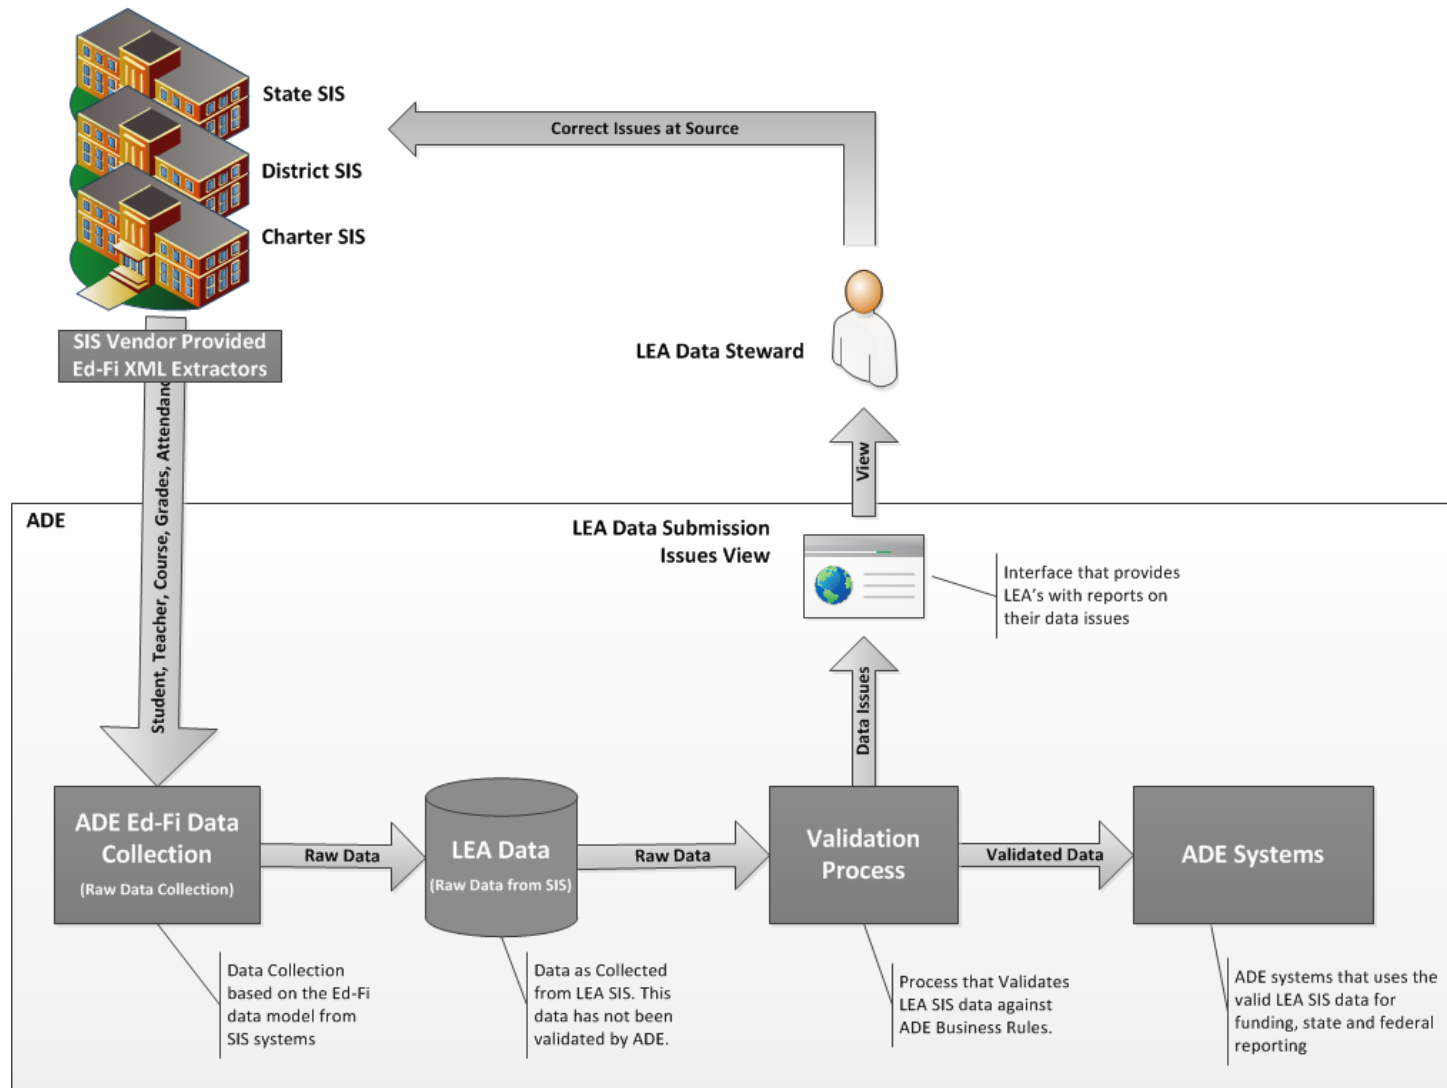 State SIS
District SIS
Charter SIS
Correct Issues at Source
SIS Vendor Provided
Ed-Fi XML Extractors
LEA Data Steward
Student, Teacher, Course, Grades, Attendanc
View
ADE
LEA Data Submission
Issues View
Interface that provides
LEA's with reports on
their data issues
Data Issues
ADE Ed-Fi Data
Collection
(Raw Data Collection)
Raw Data
LEA Data
(Raw Data from SIS)
Raw Data
Validation
Process
Validated Data
ADE Systems
Data Collection
based on the Ed-Fi
data model from
SIS systems
Data as Collected
from LEA SIS. This
data has not been
validated by ADE.
Process that Validates
LEA SIS data against
ADE Business Rules.
ADE systems that uses the
valid LEA SIS data for
funding, state and federal
reporting